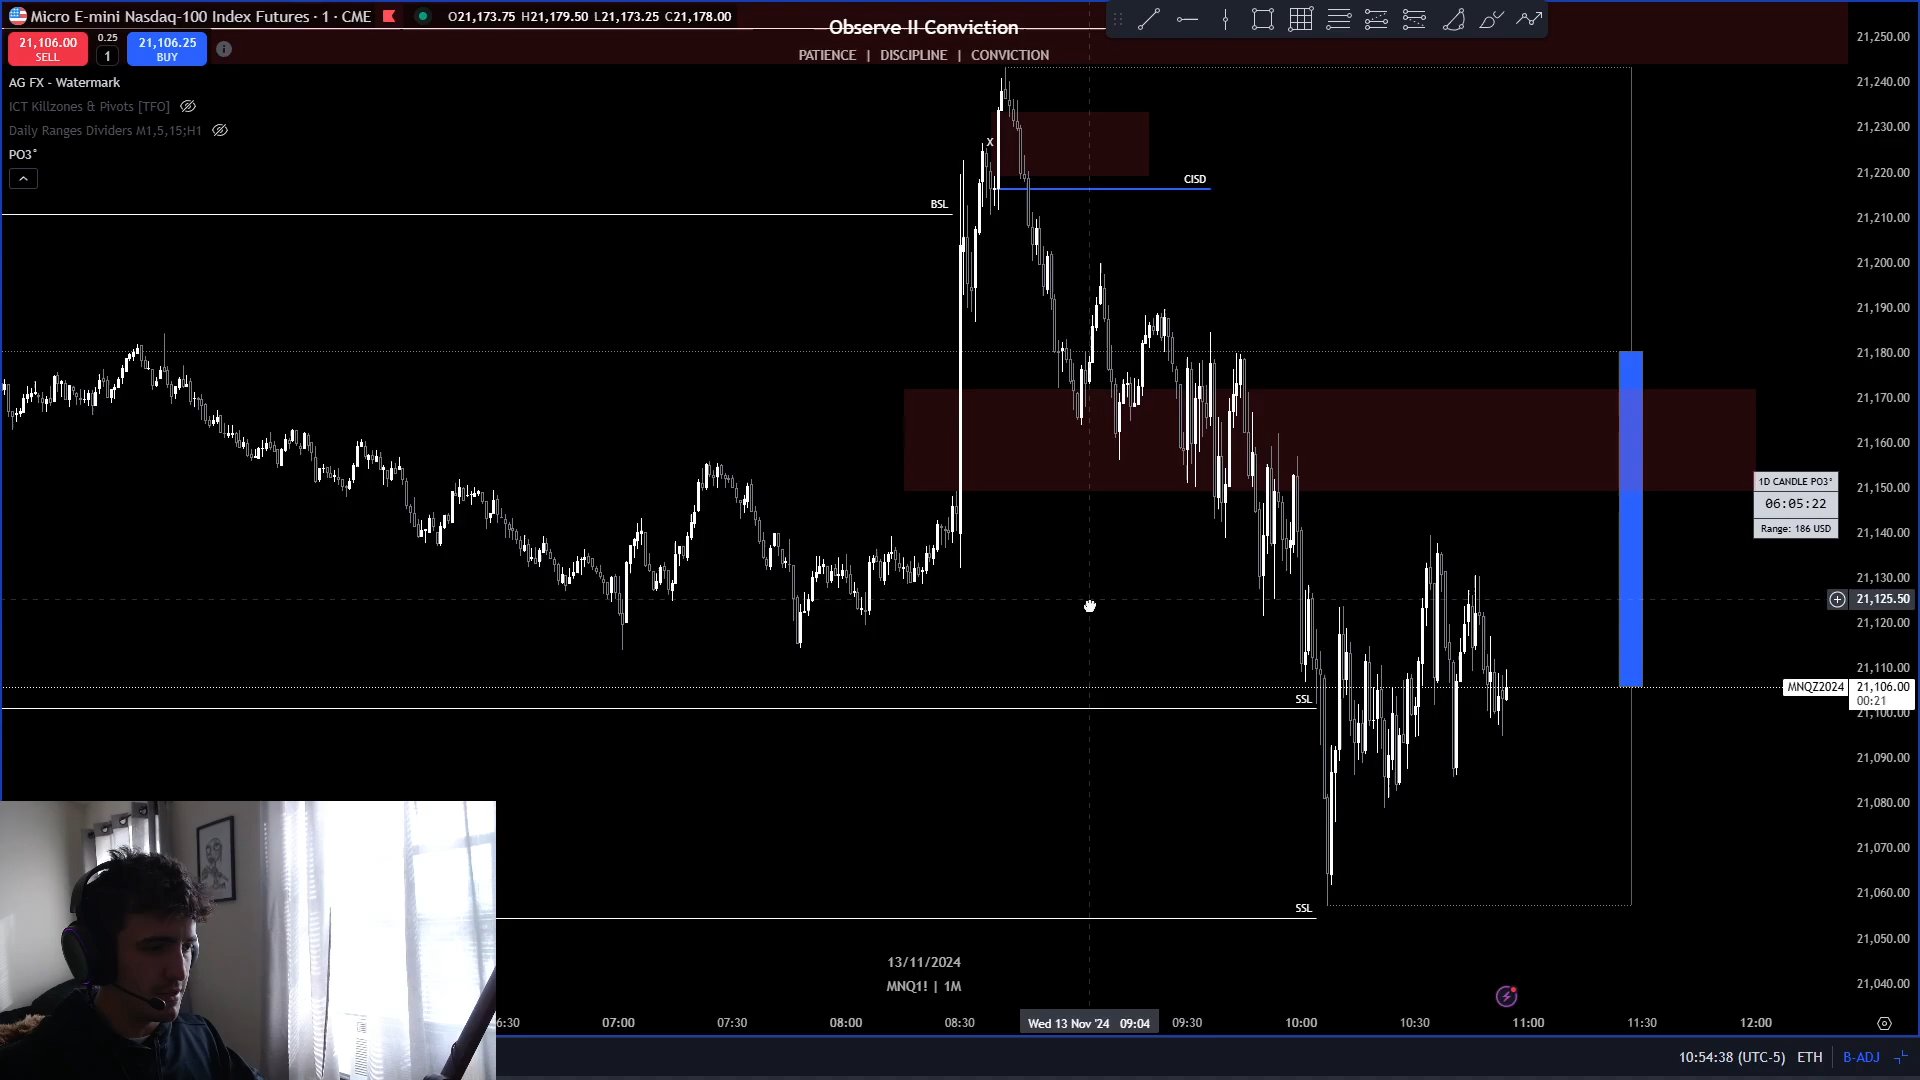 Micro E-mini Nasdaq-100 Index Futures · 1 · CME O21,173.75 H21,179.50 L21,173.25 C21,178.00
21,106.00
SELL
0.25
1
21,106.25
BUY
AG FX - Watermark
ICT Killzones & Pivots [TFO]
Daily Ranges Dividers M1,5,15;H1
PO3°
Observe II Conviction
PATIENCE | DISCIPLINE | CONVICTION
X
CISD
BSL
SSL
SSL
1D CANDLE PO3°
06:05:22
Range: 186 USD
21,250.00
21,240.00
21,230.00
21,220.00
21,210.00
21,200.00
21,190.00
21,180.00
21,170.00
21,160.00
21,150.00
21,140.00
21,130.00
21,125.50
21,120.00
21,110.00
MNQZ2024 21,106.00
00:21
21,100.00
21,090.00
21,080.00
21,070.00
21,060.00
21,050.00
21,040.00
13/11/2024
MNQ1! | 1M
6:30 07:00 07:30 08:00 08:30 Wed 13 Nov '24 09:04 09:30 10:00 10:30 11:00 11:30 12:00
10:54:38 (UTC-5) ETH B-ADJ